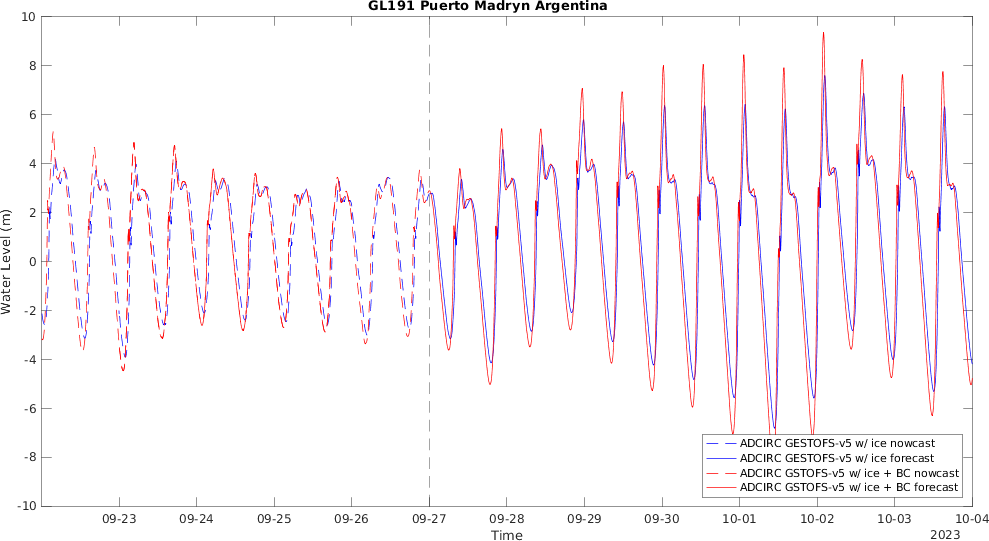 GL191 Puerto Madryn Argentina
10
8
6
4
2
0
-2
-4
-6
-8
-10
Water Level (m)
ADCIRC GESTOFS-v5 w/ ice nowcast
ADCIRC GESTOFS-v5 w/ ice forecast
ADCIRC GSTOFS-v5 w/ ice + BC nowcast
ADCIRC GSTOFS-v5 w/ ice + BC forecast
09-23 09-24 09-25 09-26 09-27 09-28 09-29 09-30 10-01 10-02 10-03 10-04
Time
2023